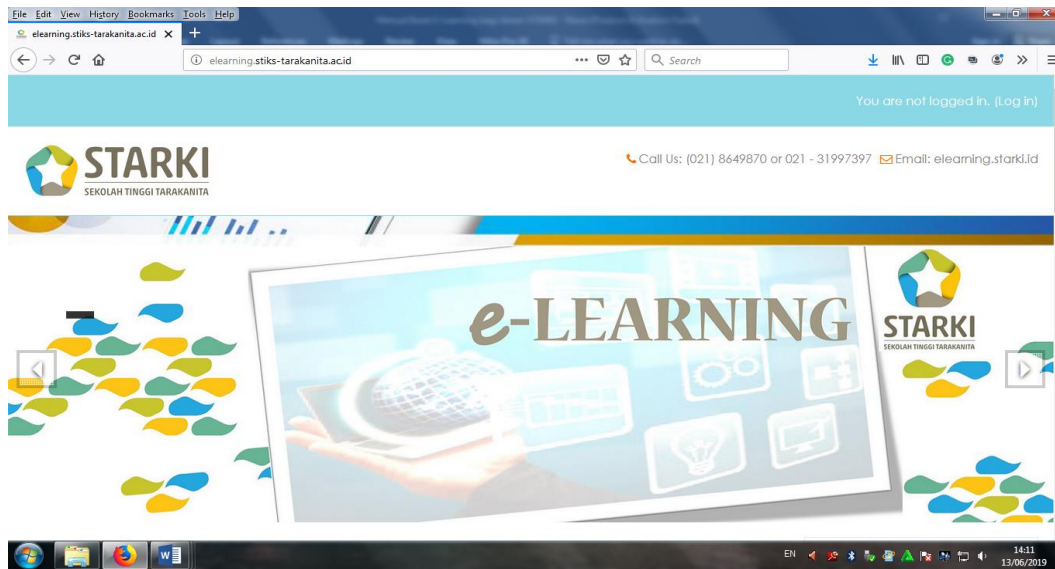 File Edit View History Bookmarks Tools Help
elearning.stiks-tarakanita.ac.id
elearning.stiks-tarakanita.ac.id
Search
You are not logged in. (Log in)
STARKI
SEKOLAH TINGGI TARAKANITA
Call Us: (021) 8649870 or 021 - 31997397 Email: elearning.starki.id
e-LEARNING
STARKI
SEKOLAH TINGGI TARAKANITA
EN
14:11
13/06/2019